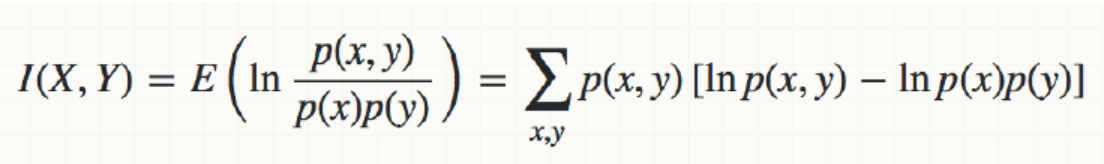 I(X, Y) = E ( ln p(x, y) / p(x)p(y) ) = ∑x,y p(x, y) [ln p(x, y) − ln p(x)p(y)]